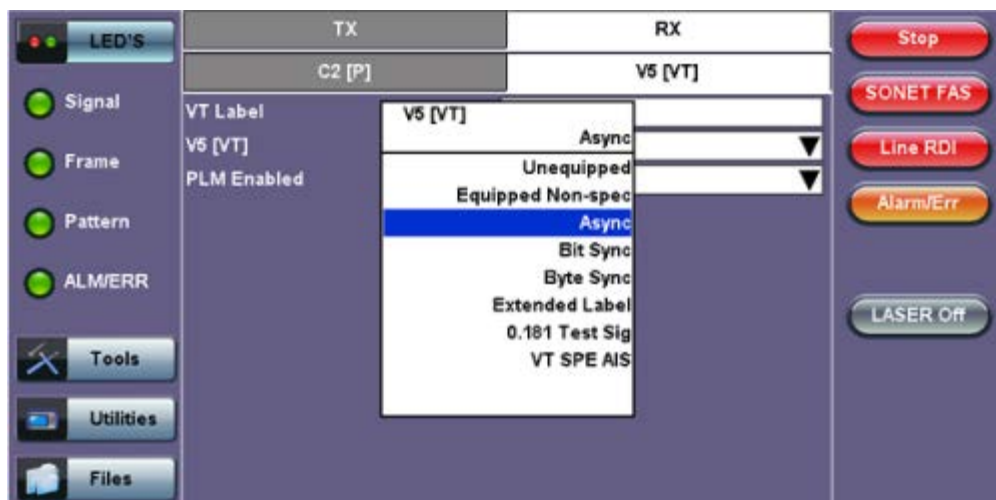 LED'S
Signal
Frame
Pattern
ALM/ERR
Tools
Utilities
Files
TX
RX
C2 [P]
V5 [VT]
VT Label
V5 [VT]
PLM Enabled
V5 [VT]
Async
Unequipped
Equipped Non-spec
Async
Bit Sync
Byte Sync
Extended Label
0.181 Test Sig
VT SPE AIS
Stop
SONET FAS
Line RDI
Alarm/Err
LASER Off